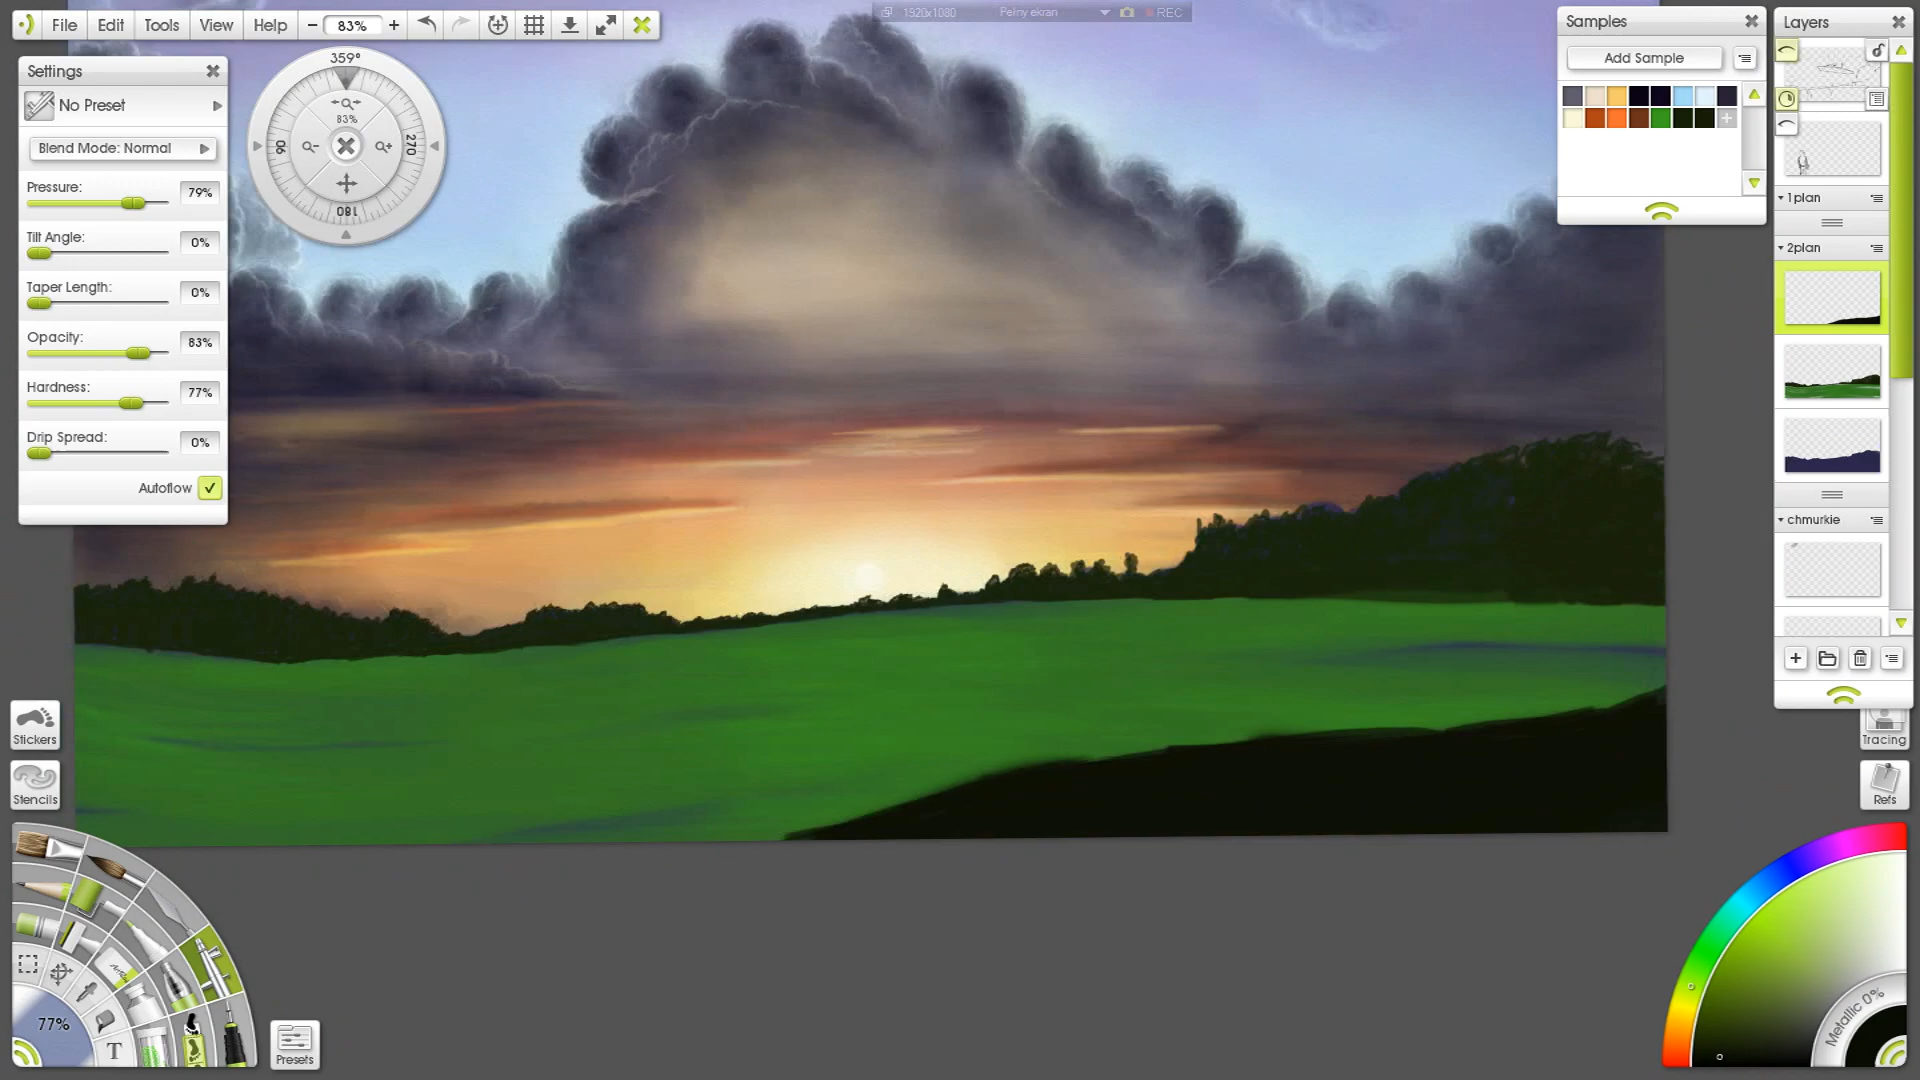 File Edit Tools View Help − 83% +
1920x1080 Pełny ekran REC
Settings
No Preset
Blend Mode: Normal
Pressure: 79%
Tilt Angle: 0%
Taper Length: 0%
Opacity: 83%
Hardness: 77%
Drip Spread: 0%
Autoflow
359°
83%
90
270
180
Samples
Add Sample
Layers
1plan
2plan
chmurkie
Stickers
Stencils
Tracing
Refs
77%
T
Presets
Metallic 0%